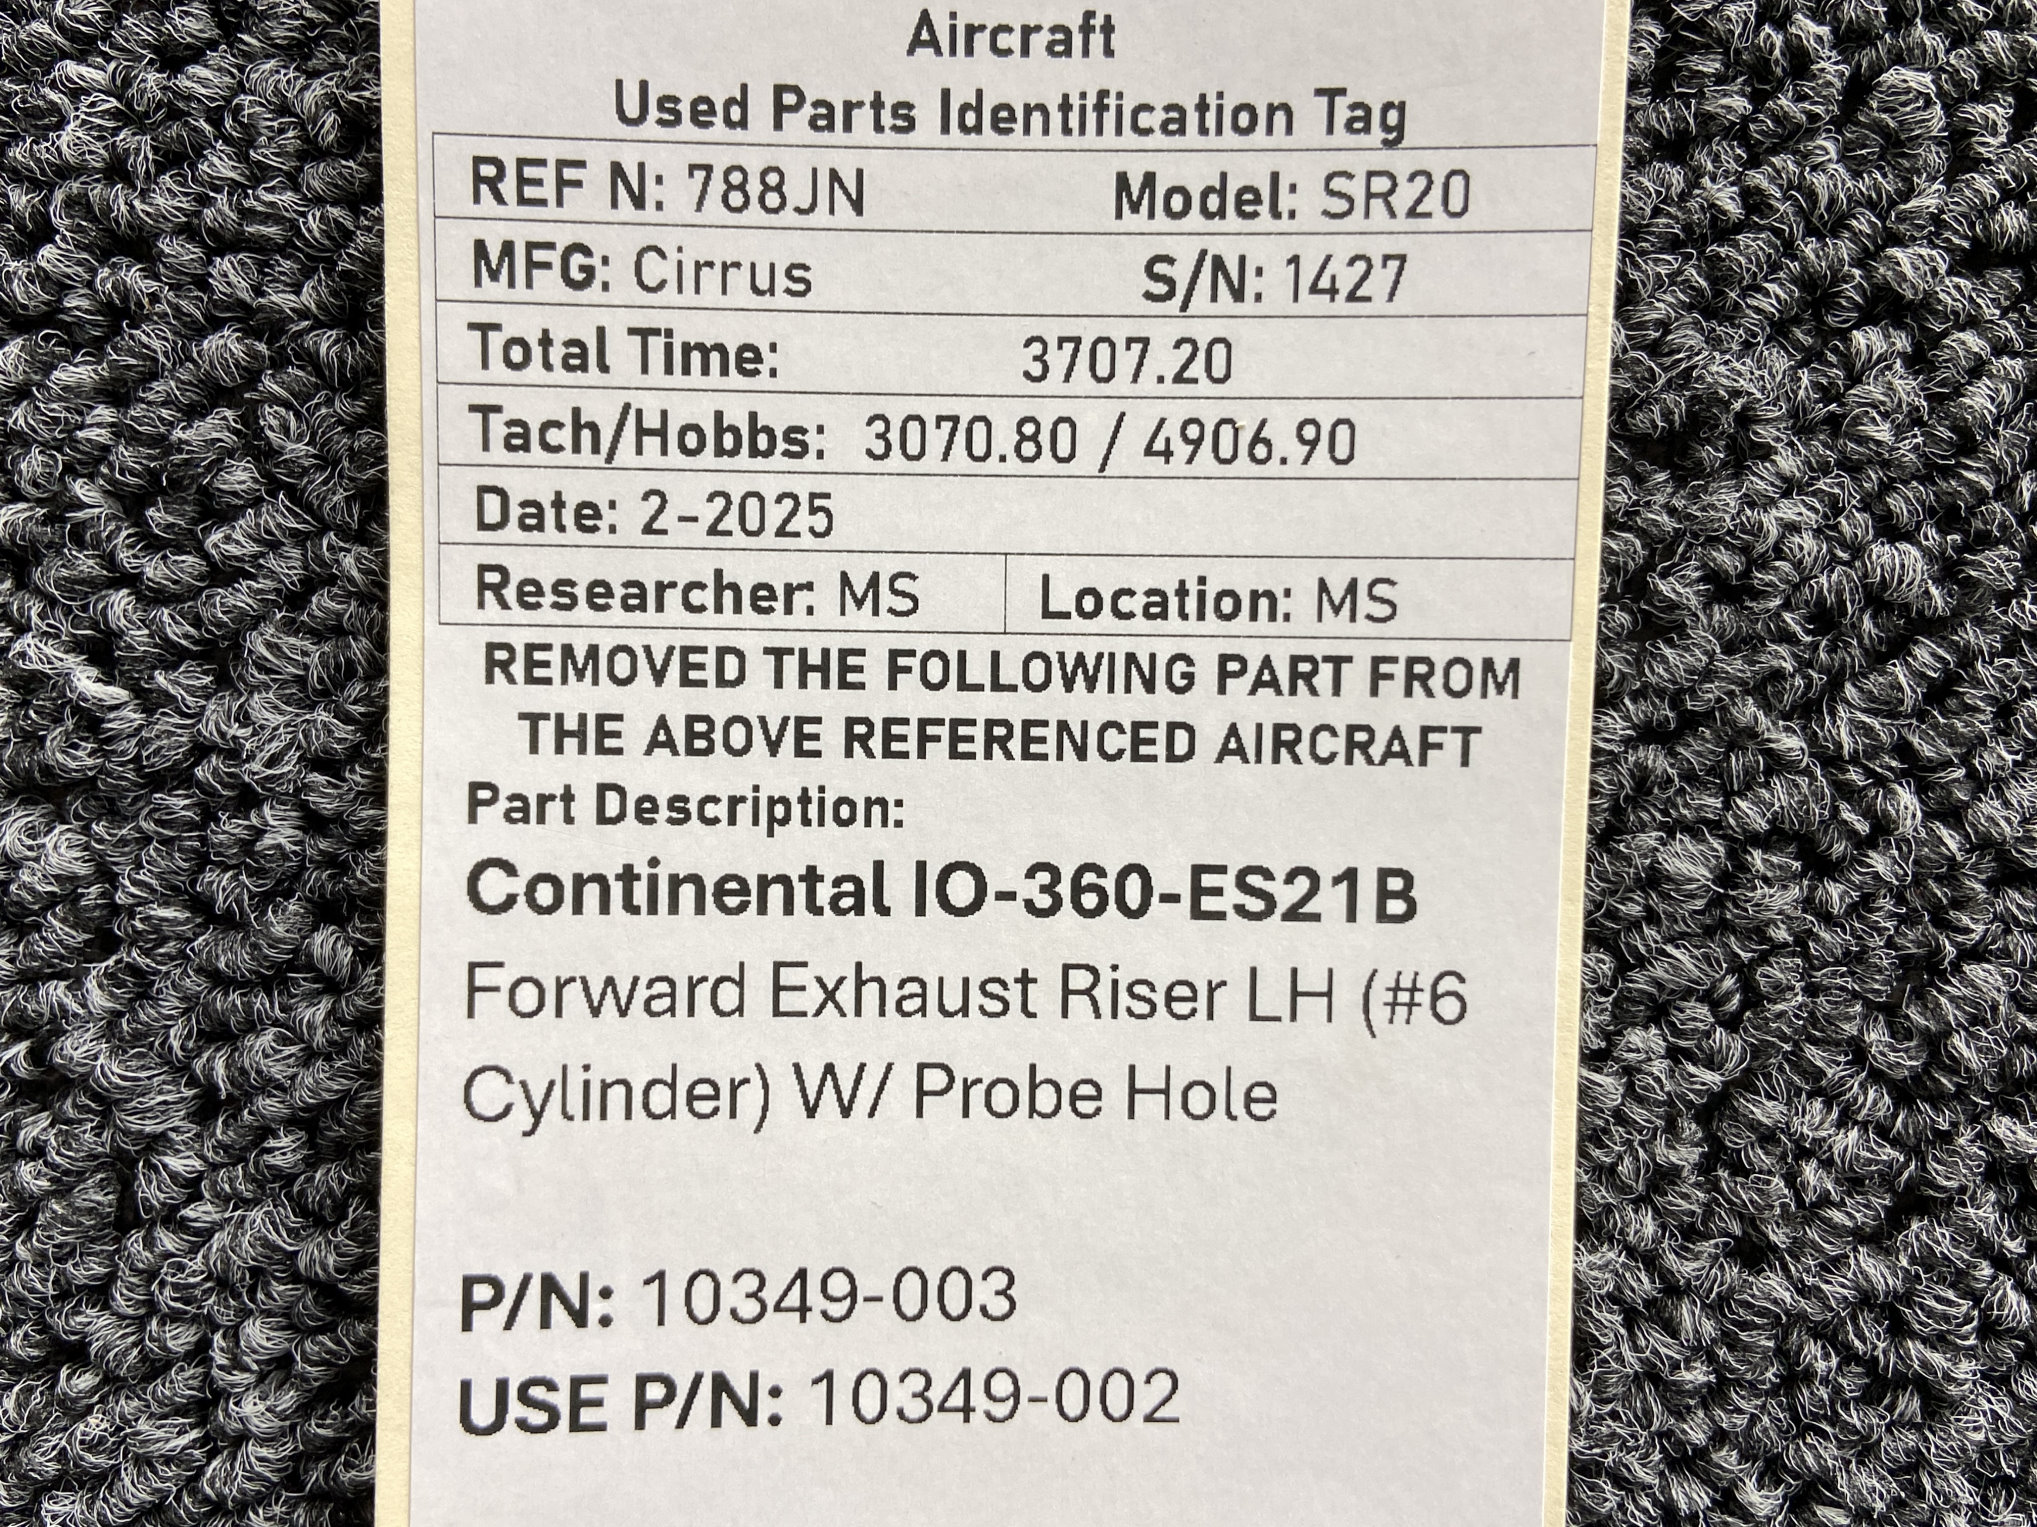 Aircraft
Used Parts Identification Tag
REF N: 788JN Model: SR20
MFG: Cirrus S/N: 1427
Total Time: 3707.20
Tach/Hobbs: 3070.80 / 4906.90
Date: 2-2025
Researcher: MS Location: MS
REMOVED THE FOLLOWING PART FROM
THE ABOVE REFERENCED AIRCRAFT
Part Description:
Continental IO-360-ES21B
Forward Exhaust Riser LH (#6
Cylinder) W/ Probe Hole
P/N: 10349-003
USE P/N: 10349-002